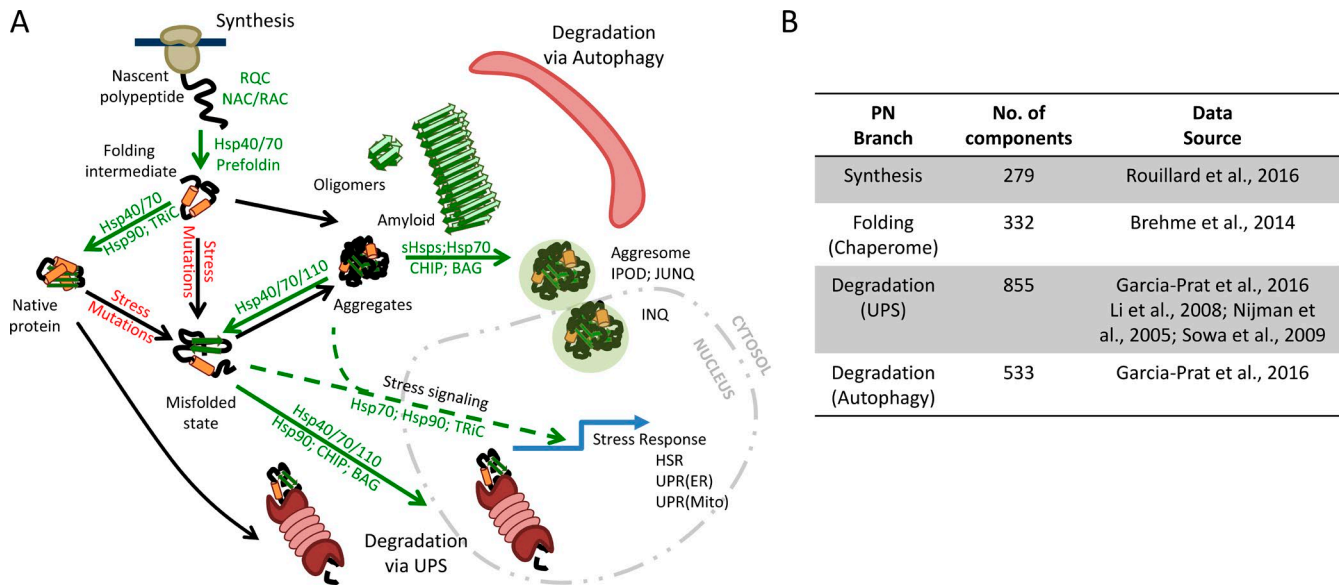 A
Synthesis
Nascent
polypeptide
RQC
NAC/RAC
Hsp40/70
Prefoldin
Folding
intermediate
Hsp40/70
Hsp90; TRiC
Stress
Mutations
Native
protein
Stress
Mutations
Misfolded
state
Oligomers
Amyloid
Aggregates
Hsp40/70/110
sHsps;Hsp70
CHIP; BAG
Degradation
via Autophagy
Aggresome
IPOD; JUNQ
INQ
CYTOSOL
NUCLEUS
Stress signaling
Hsp70; Hsp90; TRiC
Hsp40/70/110
Hsp90; CHIP; BAG
Stress Response
HSR
UPR(ER)
UPR(Mito)
Degradation
via UPS
B
PN Branch No. of components Data Source
Synthesis 279 Rouillard et al., 2016
Folding (Chaperome) 332 Brehme et al., 2014
Degradation (UPS) 855 Garcia-Prat et al., 2016
Li et al., 2008; Nijman
et al., 2005; Sowa et al., 2009
Degradation (Autophagy) 533 Garcia-Prat et al., 2016